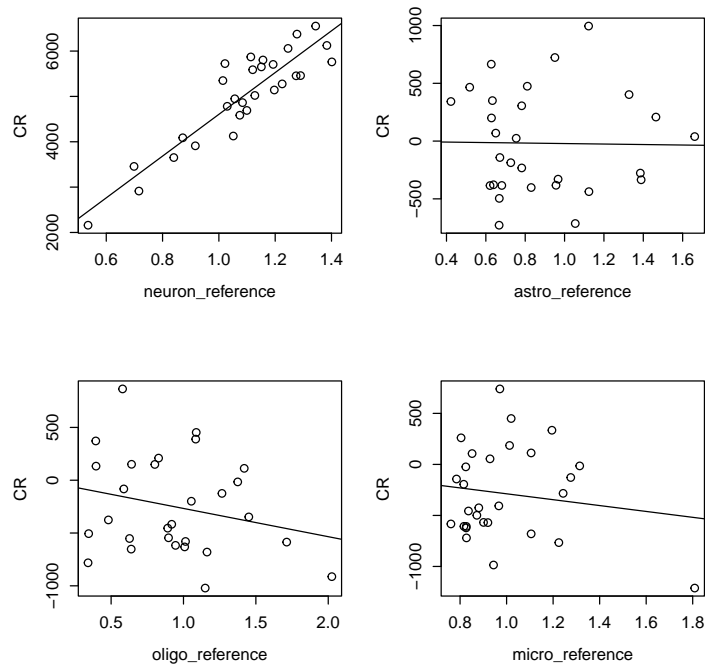 6000
4000
2000
CR
0.6 0.8 1.0 1.2 1.4
neuron_reference
1000
500
0
−500
CR
0.4 0.6 0.8 1.0 1.2 1.4 1.6
astro_reference
500
0
−1000
CR
0.5 1.0 1.5 2.0
oligo_reference
500
0
−1000
CR
0.8 1.0 1.2 1.4 1.6 1.8
micro_reference